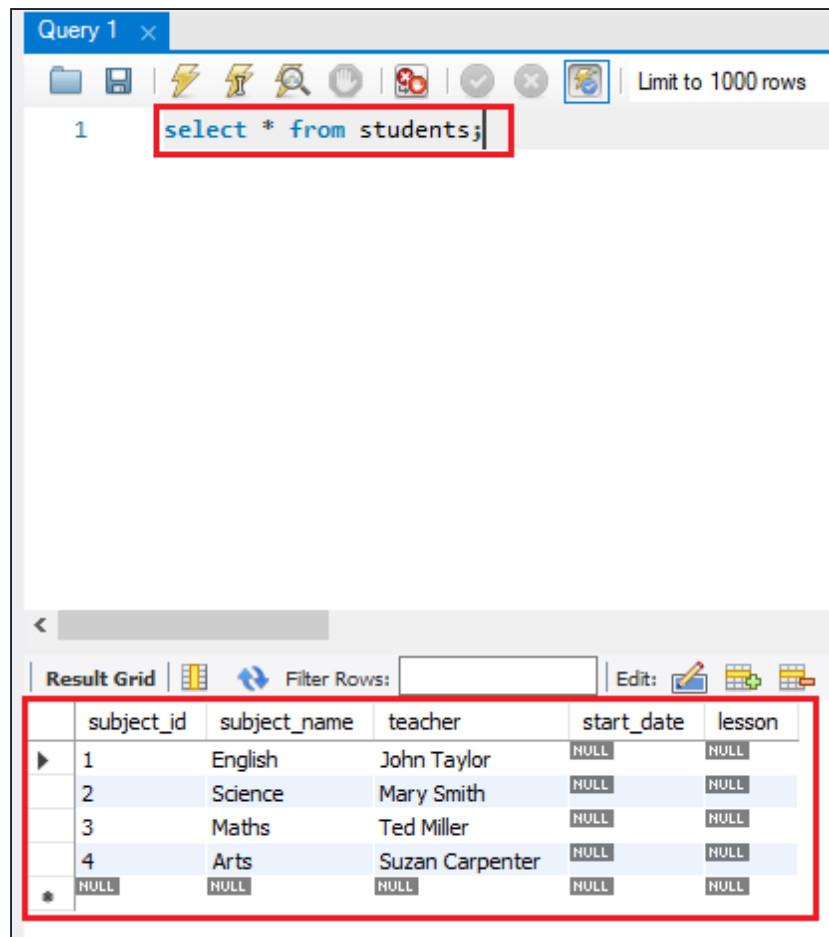 Query 1 ×
Limit to 1000 rows
1 select * from students;
Result Grid Filter Rows: Edit:
subject_id subject_name teacher start_date lesson
1 English John Taylor NULL NULL
2 Science Mary Smith NULL NULL
3 Maths Ted Miller NULL NULL
4 Arts Suzan Carpenter NULL NULL
NULL NULL NULL NULL NULL